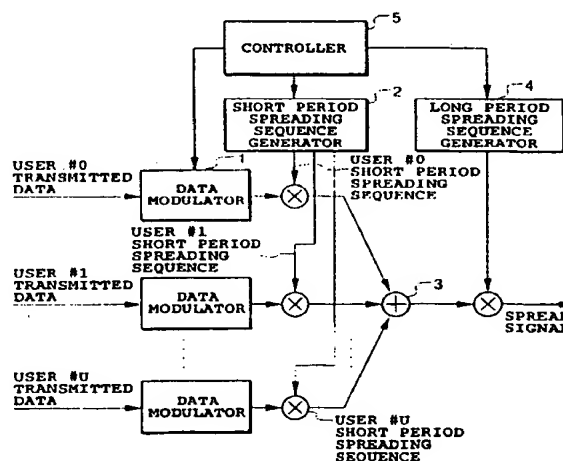 5
CONTROLLER
2
4
SHORT PERIOD
SPREADING
SEQUENCE
GENERATOR
LONG PERIOD
SPREADING
SEQUENCE
GENERATOR
USER #0
TRANSMITTED
DATA
1
DATA
MODULATOR
USER #0
SHORT PERIOD
SPREADING
SEQUENCE
USER #1
SHORT PERIOD
SPREADING
SEQUENCE
USER #1
TRANSMITTED
DATA
DATA
MODULATOR
3
SPREAD
SIGNAL
USER #U
TRANSMITTED
DATA
DATA
MODULATOR
USER #U
SHORT PERIOD
SPREADING
SEQUENCE